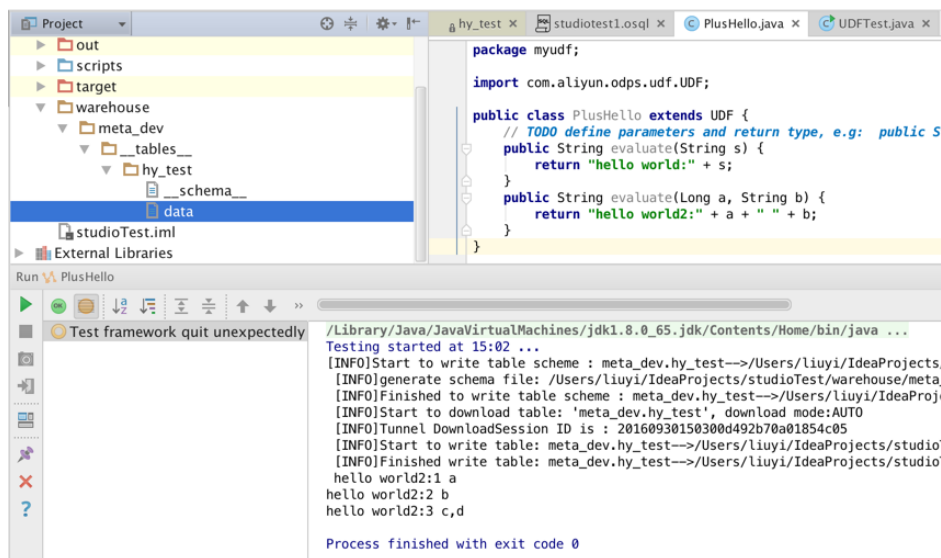 Project
hy_test
studiotest1.osql
PlusHello.java
UDFTest.java
out
scripts
target
warehouse
meta_dev
__tables__
hy_test
__schema__
data
studioTest.iml
External Libraries
package myudf;
import com.aliyun.odps.udf.UDF;
public class PlusHello extends UDF {
// TODO define parameters and return type, e.g: public S
public String evaluate(String s) {
return "hello world:" + s;
}
public String evaluate(Long a, String b) {
return "hello world2:" + a + " " + b;
}
}
Run PlusHello
Test framework quit unexpectedly
/Library/Java/JavaVirtualMachines/jdk1.8.0_65.jdk/Contents/Home/bin/java ...
Testing started at 15:02 ...
[INFO]Start to write table scheme : meta_dev.hy_test-->/Users/liuyi/IdeaProjects/
[INFO]generate schema file: /Users/liuyi/IdeaProjects/studioTest/warehouse/meta_
[INFO]Finished to write table scheme : meta_dev.hy_test-->/Users/liuyi/IdeaProj
[INFO]Start to download table: 'meta_dev.hy_test', download mode:AUTO
[INFO]Tunnel DownloadSession ID is : 20160930150300d492b70a01854c05
[INFO]Start to write table: meta_dev.hy_test-->/Users/liuyi/IdeaProjects/studioT
[INFO]Finished write table: meta_dev.hy_test-->/Users/liuyi/IdeaProjects/studioT
hello world2:1 a
hello world2:2 b
hello world2:3 c,d
Process finished with exit code 0